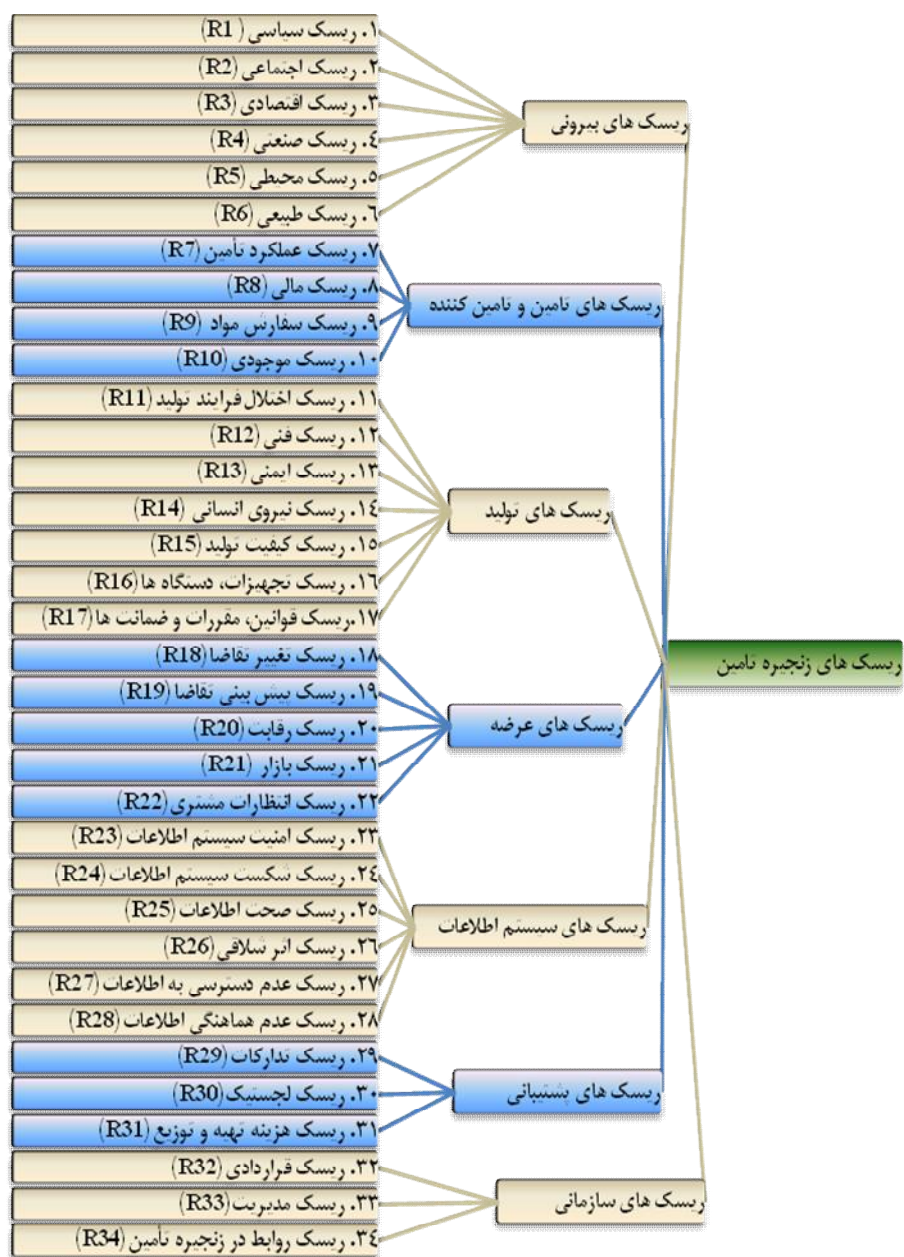 ریسک های زنجیره تامین
ریسک های بیرونی
۱. ریسک سیاسی ( R1)
۲. ریسک اجتماعی (R2)
۳. ریسک اقتصادی (R3)
٤. ریسک صنعتی (R4)
۵. ریسک محیطی (R5)
٦. ریسک طبیعی (R6)
ریسک های تامین و تامین کننده
۷. ریسک عملکرد تأمین (R7)
۸. ریسک مالی (R8)
۹. ریسک سفارش مواد (R9)
۱۰. ریسک موجودی (R10)
ریسک های تولید
۱۱. ریسک اختلال فرایند تولید (R11)
۱۲. ریسک فنی (R12)
۱۳. ریسک ایمنی (R13)
۱٤. ریسک نیروی انسانی (R14)
۱۵. ریسک کیفیت تولید (R15)
۱٦. ریسک تجهیزات، دستگاه ها (R16)
۱۷.ریسک قوانین، مقررات و ضمانت ها (R17)
ریسک های عرضه
۱۸. ریسک تغییر تقاضا (R18)
۱۹. ریسک پیش بینی تقاضا (R19)
۲۰. ریسک رقابت (R20)
۲۱. ریسک بازار (R21)
۲۲. ریسک انتظارات مشتری (R22)
ریسک های سیستم اطلاعات
۲۳. ریسک امنیت سیستم اطلاعات (R23)
۲٤. ریسک شکست سیستم اطلاعات (R24)
۲۵. ریسک صحت اطلاعات (R25)
۲٦. ریسک اثر شلاقی (R26)
۲۷. ریسک عدم دسترسی به اطلاعات (R27)
۲۸. ریسک عدم هماهنگی اطلاعات (R28)
ریسک های پشتیبانی
۲۹. ریسک تدارکات (R29)
۳۰. ریسک لجستیک (R30)
۳۱. ریسک هزینه تهیه و توزیع (R31)
ریسک های سازمانی
۳۲. ریسک قراردادی (R32)
۳۳. ریسک مدیریت (R33)
۳٤. ریسک روابط در زنجیره تأمین (R34)